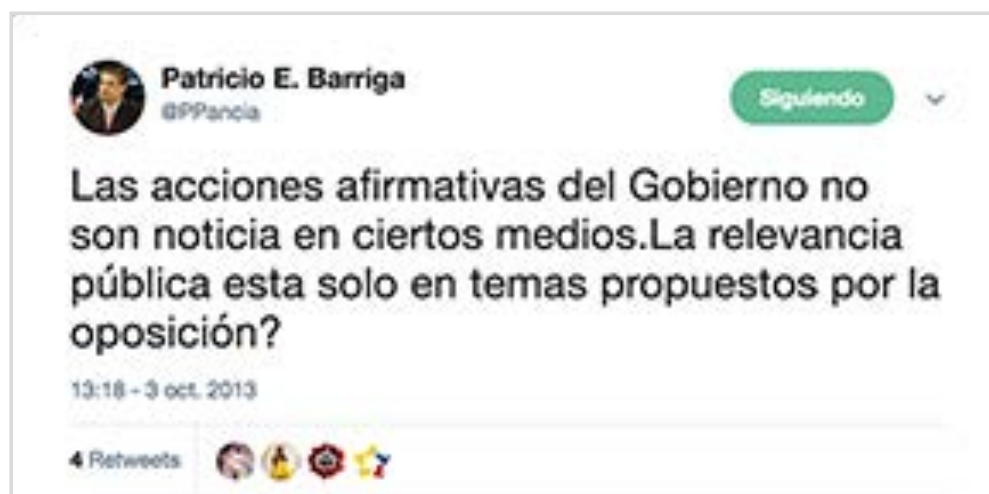 Patricio E. Barriga
@PPancia
Siguiendo
Las acciones afirmativas del Gobierno no
son noticia en ciertos medios.La relevancia
pública esta solo en temas propuestos por la
oposición?
13:18 - 3 oct. 2013
4 Retweets